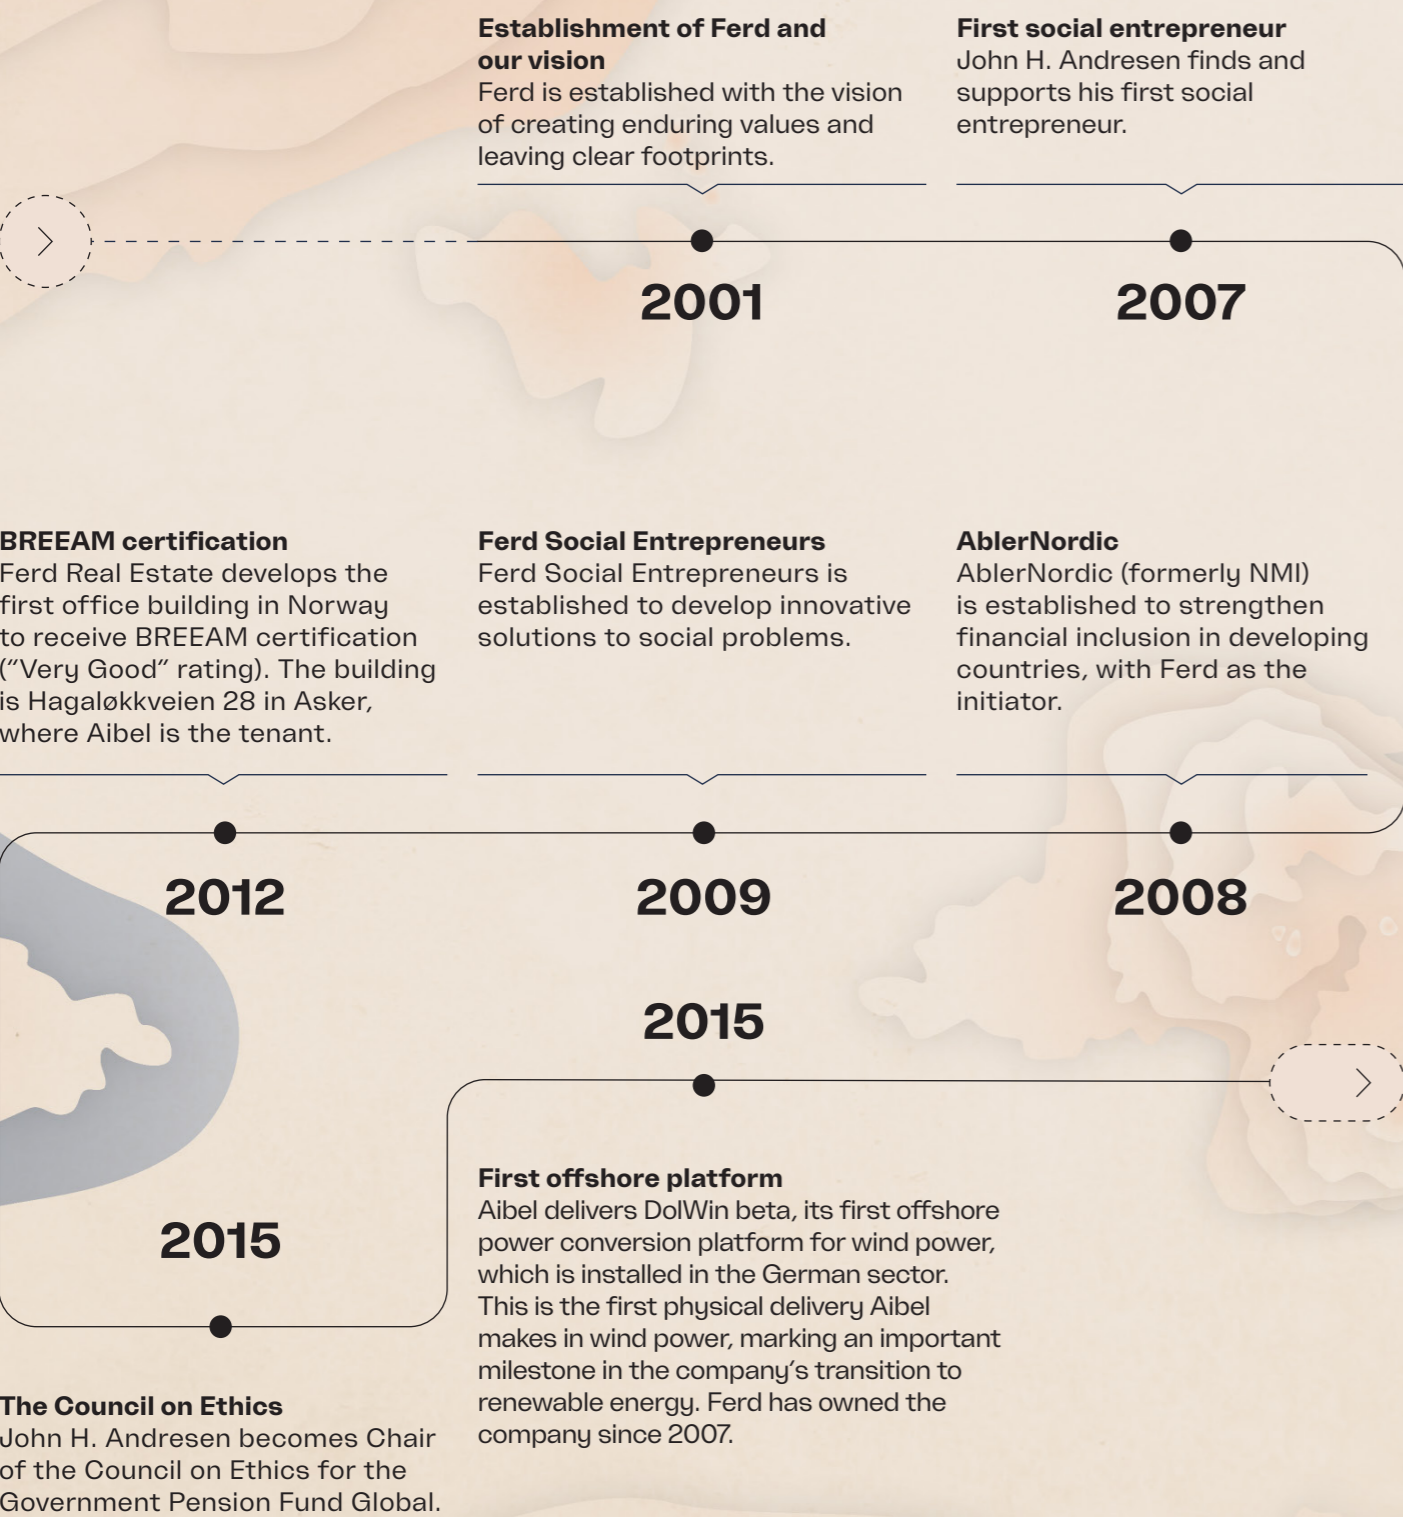 Establishment of Ferd and
our vision
Ferd is established with the vision
of creating enduring values and
leaving clear footprints.
2001
First social entrepreneur
John H. Andresen finds and
supports his first social
entrepreneur.
2007
BREEAM certification
Ferd Real Estate develops the
first office building in Norway
to receive BREEAM certification
(“Very Good” rating). The building
is Hagaløkkveien 28 in Asker,
where Aibel is the tenant.
2012
Ferd Social Entrepreneurs
Ferd Social Entrepreneurs is
established to develop innovative
solutions to social problems.
2009
AblerNordic
AblerNordic (formerly NMI)
is established to strengthen
financial inclusion in developing
countries, with Ferd as the
initiator.
2008
2015
The Council on Ethics
John H. Andresen becomes Chair
of the Council on Ethics for the
Government Pension Fund Global.
2015
First offshore platform
Aibel delivers DolWin beta, its first offshore
power conversion platform for wind power,
which is installed in the German sector.
This is the first physical delivery Aibel
makes in wind power, marking an important
milestone in the company’s transition to
renewable energy. Ferd has owned the
company since 2007.